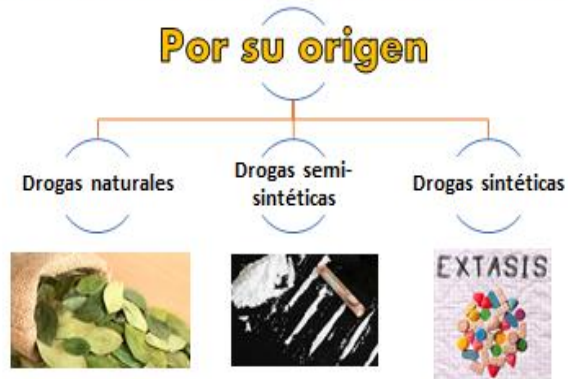 Por su origen
Drogas naturales
Drogas semi-
sintéticas
Drogas sintéticas
EXTASIS